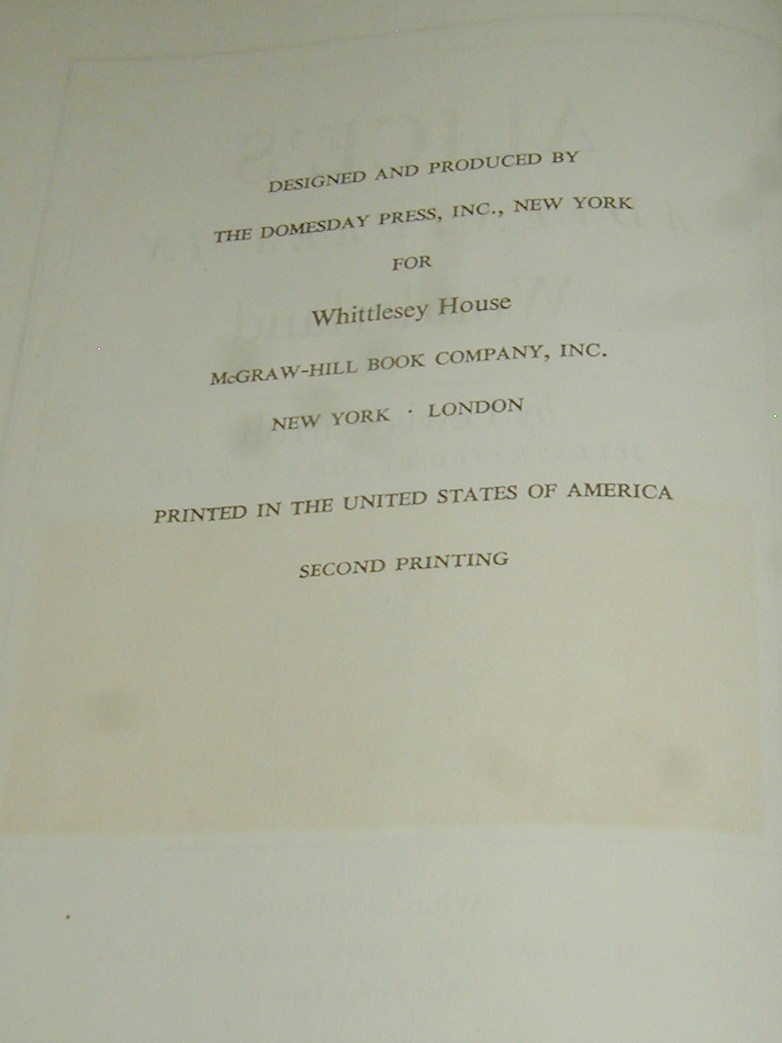 DESIGNED AND PRODUCED BY
THE DOMESDAY PRESS, INC., NEW YORK
FOR
Whittlesey House
McGRAW-HILL BOOK COMPANY, INC.
NEW YORK · LONDON
PRINTED IN THE UNITED STATES OF AMERICA
SECOND PRINTING